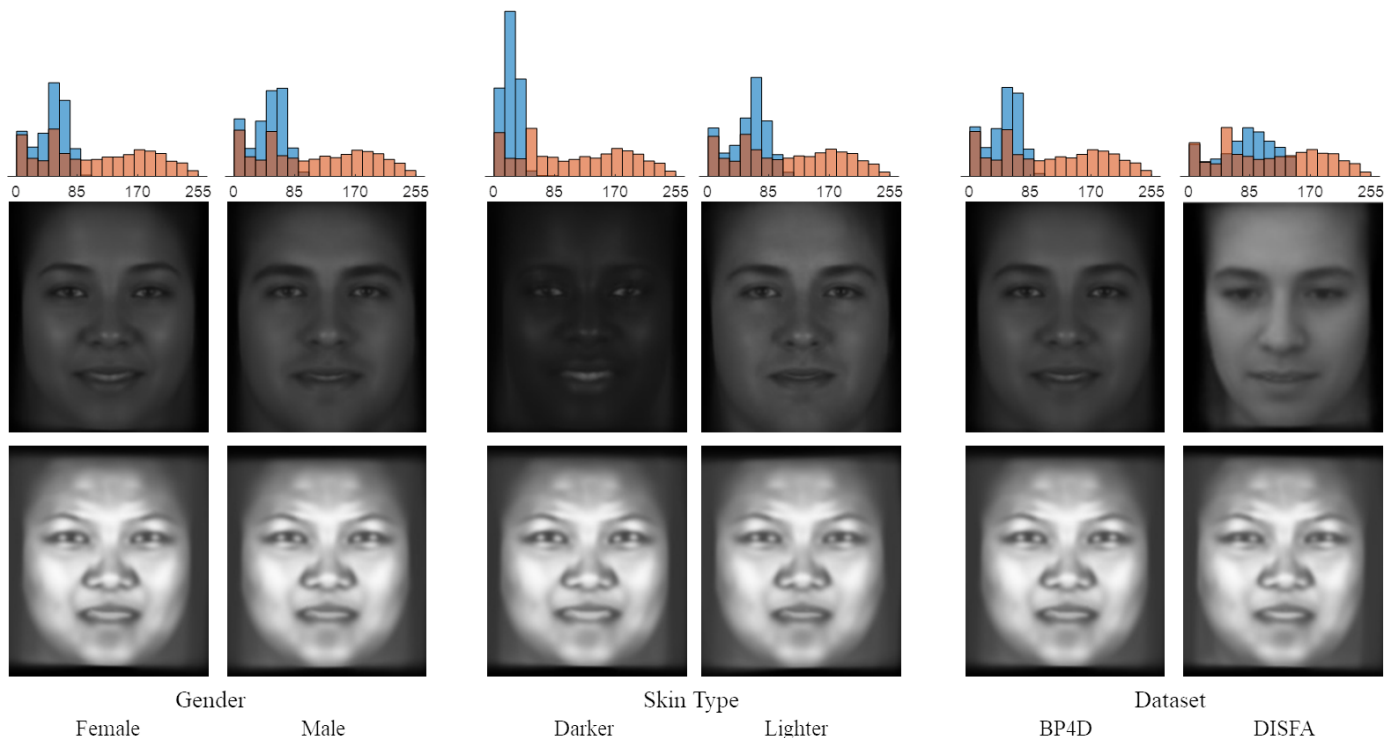 0 85 170 255 0 85 170 255 0 85 170 255 0 85 170 255 0 85 170 255 0 85 170 255
Gender Skin Type Dataset
Female Male Darker Lighter BP4D DISFA